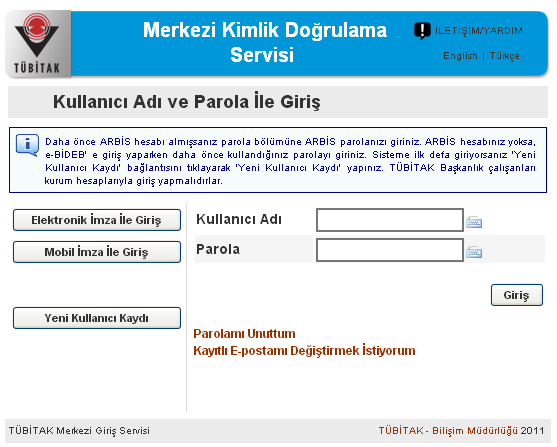 TÜBİTAK
Merkezi Kimlik Doğrulama
Servisi
İLETİŞİM/YARDIM
English | Türkçe
Kullanıcı Adı ve Parola İle Giriş
Daha önce ARBİS hesabı almışsanız parola bölümüne ARBİS parolanızı giriniz. ARBİS hesabınız yoksa,
e-BİDEB' e giriş yaparken daha önce kullandığınız parolayı giriniz. Sisteme ilk defa giriyorsanız 'Yeni
Kullanıcı Kaydı' bağlantısını tıklayarak 'Yeni Kullanıcı Kaydı' yapınız. TÜBİTAK Başkanlık çalışanları
kurum hesaplarıyla giriş yapmalıdırlar.
Elektronik İmza İle Giriş
Mobil İmza İle Giriş
Yeni Kullanıcı Kaydı
Kullanıcı Adı
Parola
Giriş
Parolamı Unuttum
Kayıtlı E-postamı Değiştirmek İstiyorum
TÜBİTAK Merkezi Giriş Servisi
TÜBİTAK - Bilişim Müdürlüğü 2011